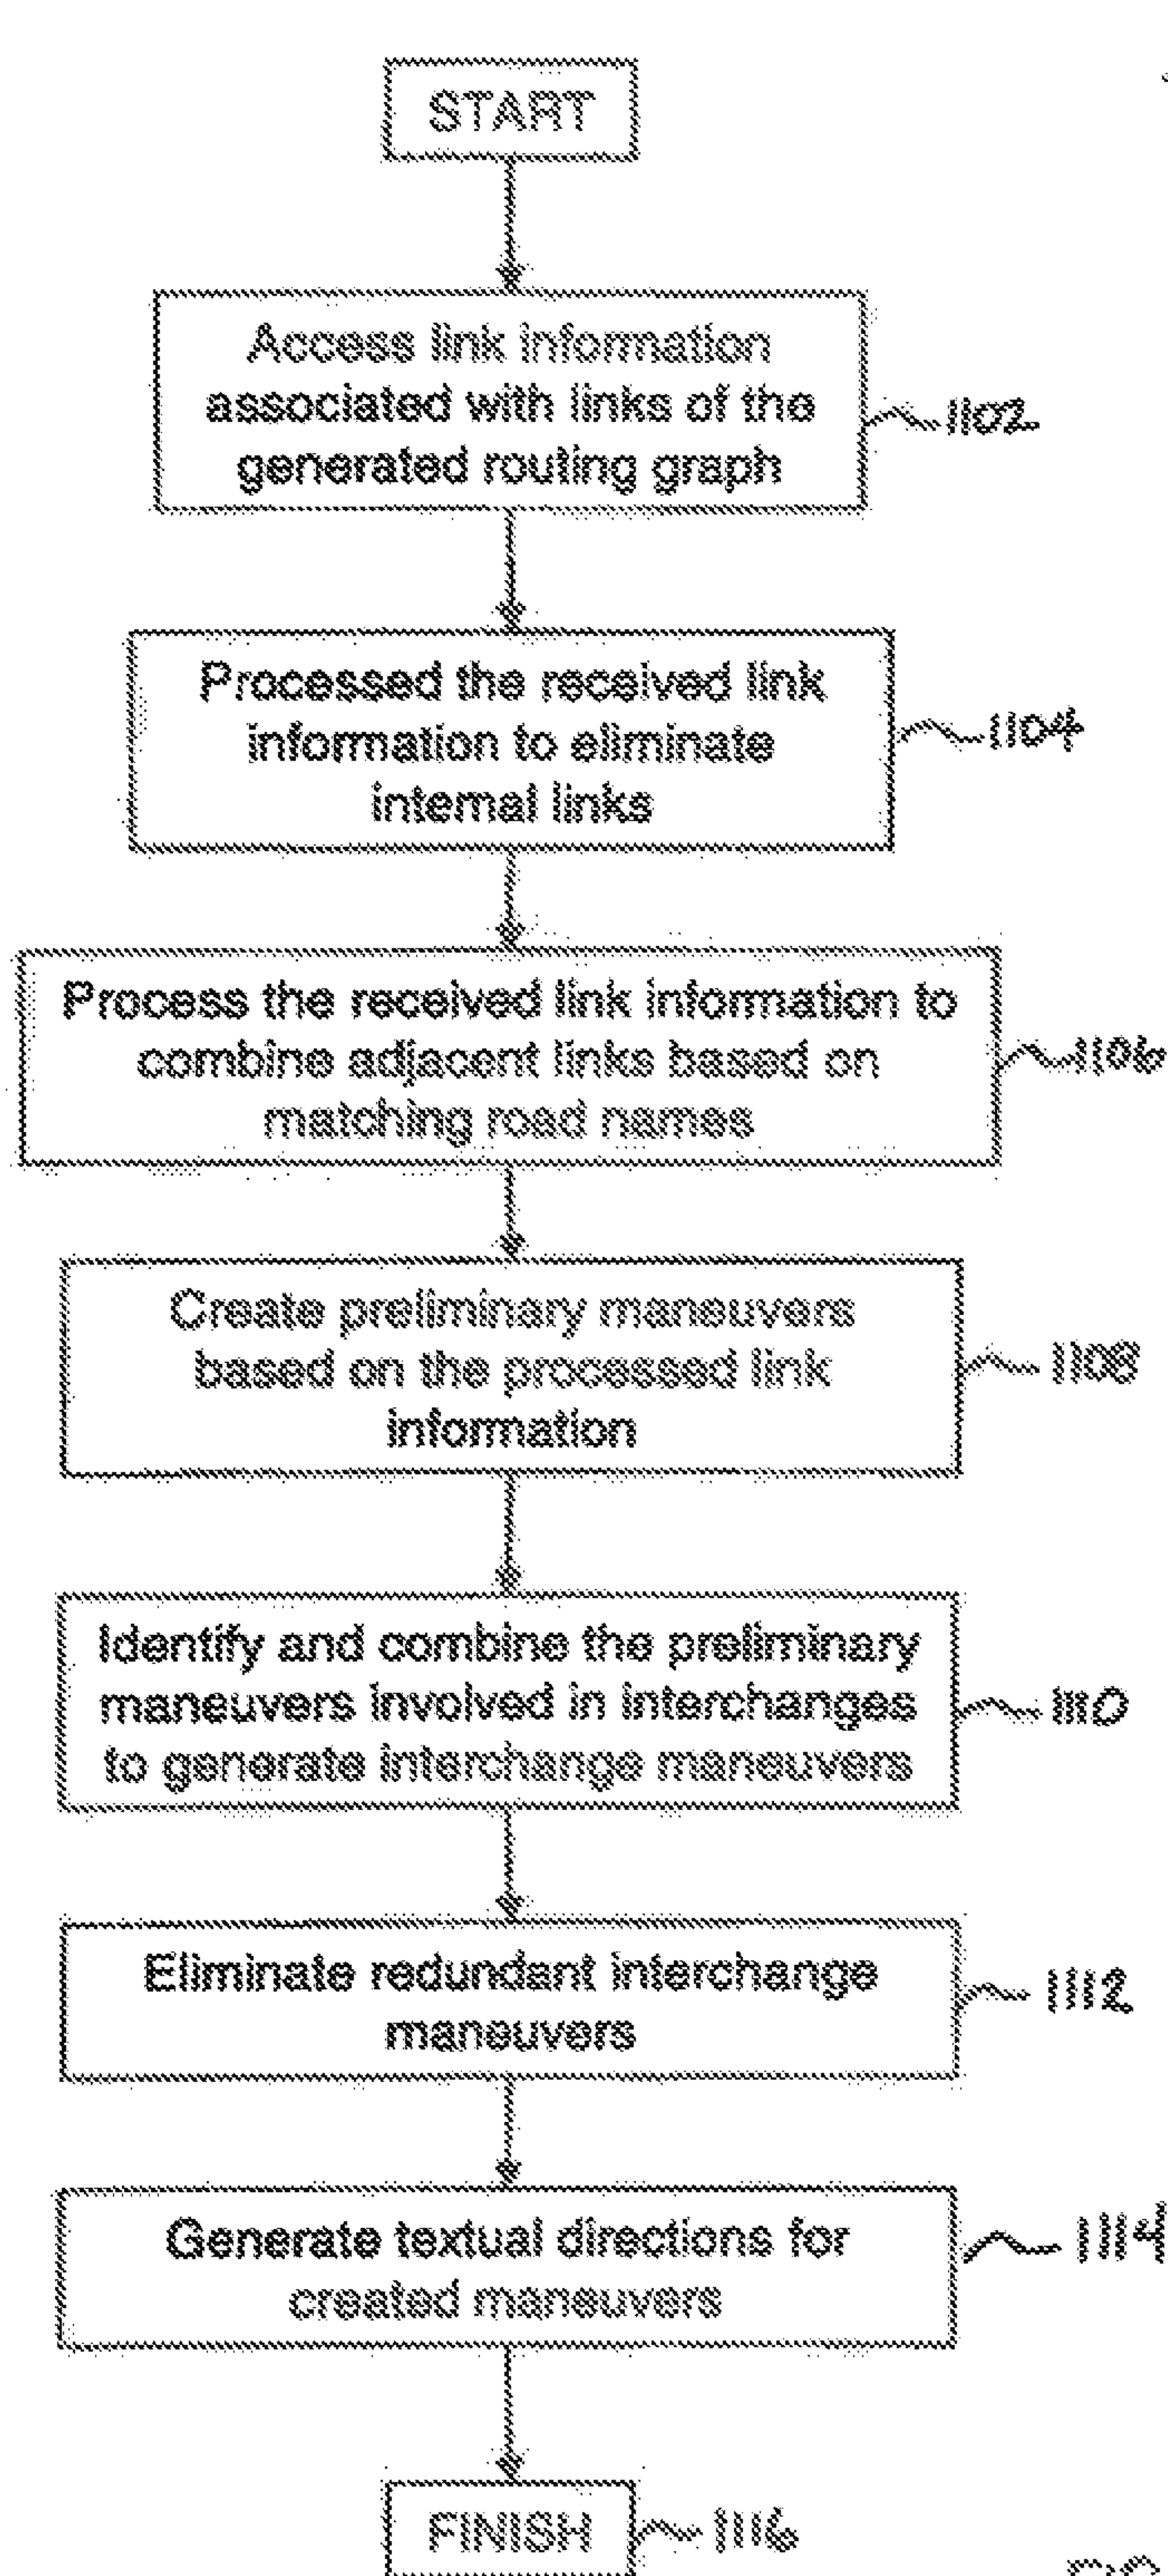 START
Access link information
associated with links of the
generated routing graph
1102
Processed the received link
information to eliminate
internal links
1104
Process the received link information to
combine adjacent links based on
matching road names
1106
Create preliminary maneuvers
based on the processed link
information
1108
Identify and combine the preliminary
maneuvers involved in interchanges
to generate interchange maneuvers
1110
Eliminate redundant interchange
maneuvers
1112
Generate textual directions for
created maneuvers
1114
FINISH
1116